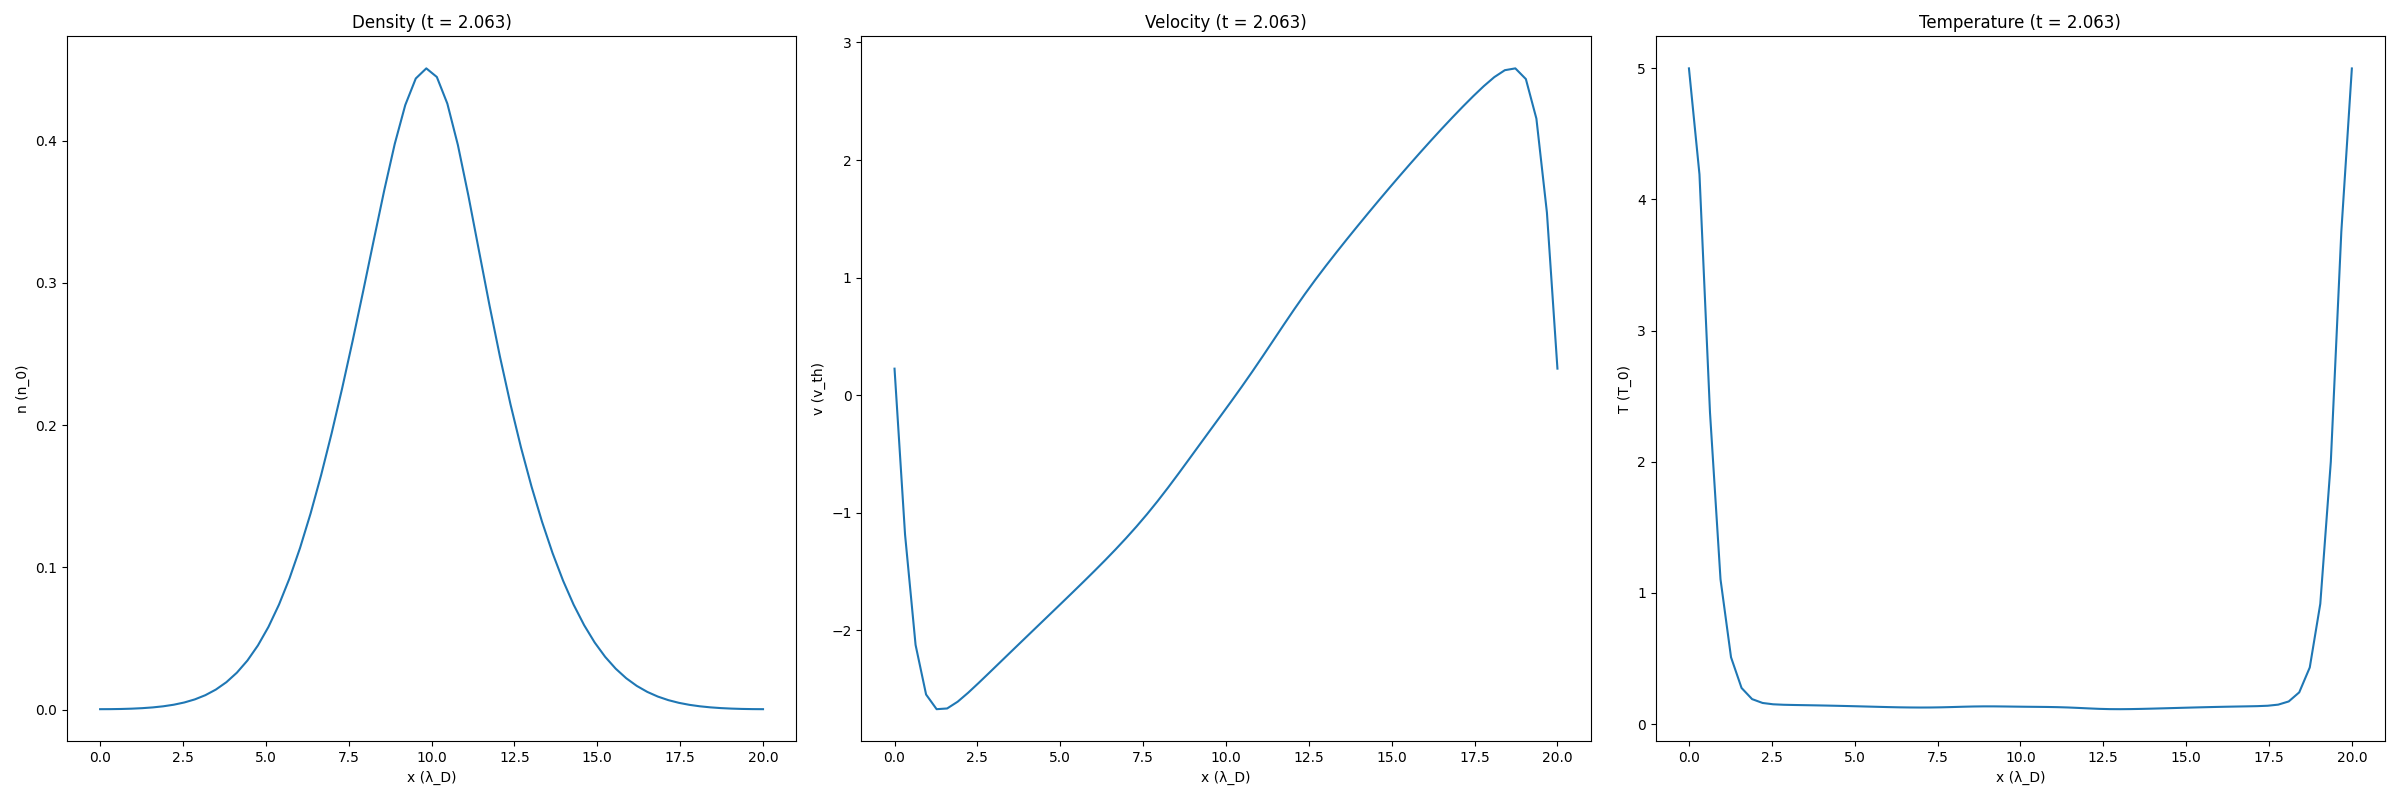 Density (t = 2.063)
n (n_0)
0.4
0.3
0.2
0.1
0.0
0.0 2.5 5.0 7.5 10.0 12.5 15.0 17.5 20.0
x (λ_D)
Velocity (t = 2.063)
v (v_th)
3
2
1
0
−1
−2
0.0 2.5 5.0 7.5 10.0 12.5 15.0 17.5 20.0
x (λ_D)
Temperature (t = 2.063)
T (T_0)
5
4
3
2
1
0
0.0 2.5 5.0 7.5 10.0 12.5 15.0 17.5 20.0
x (λ_D)